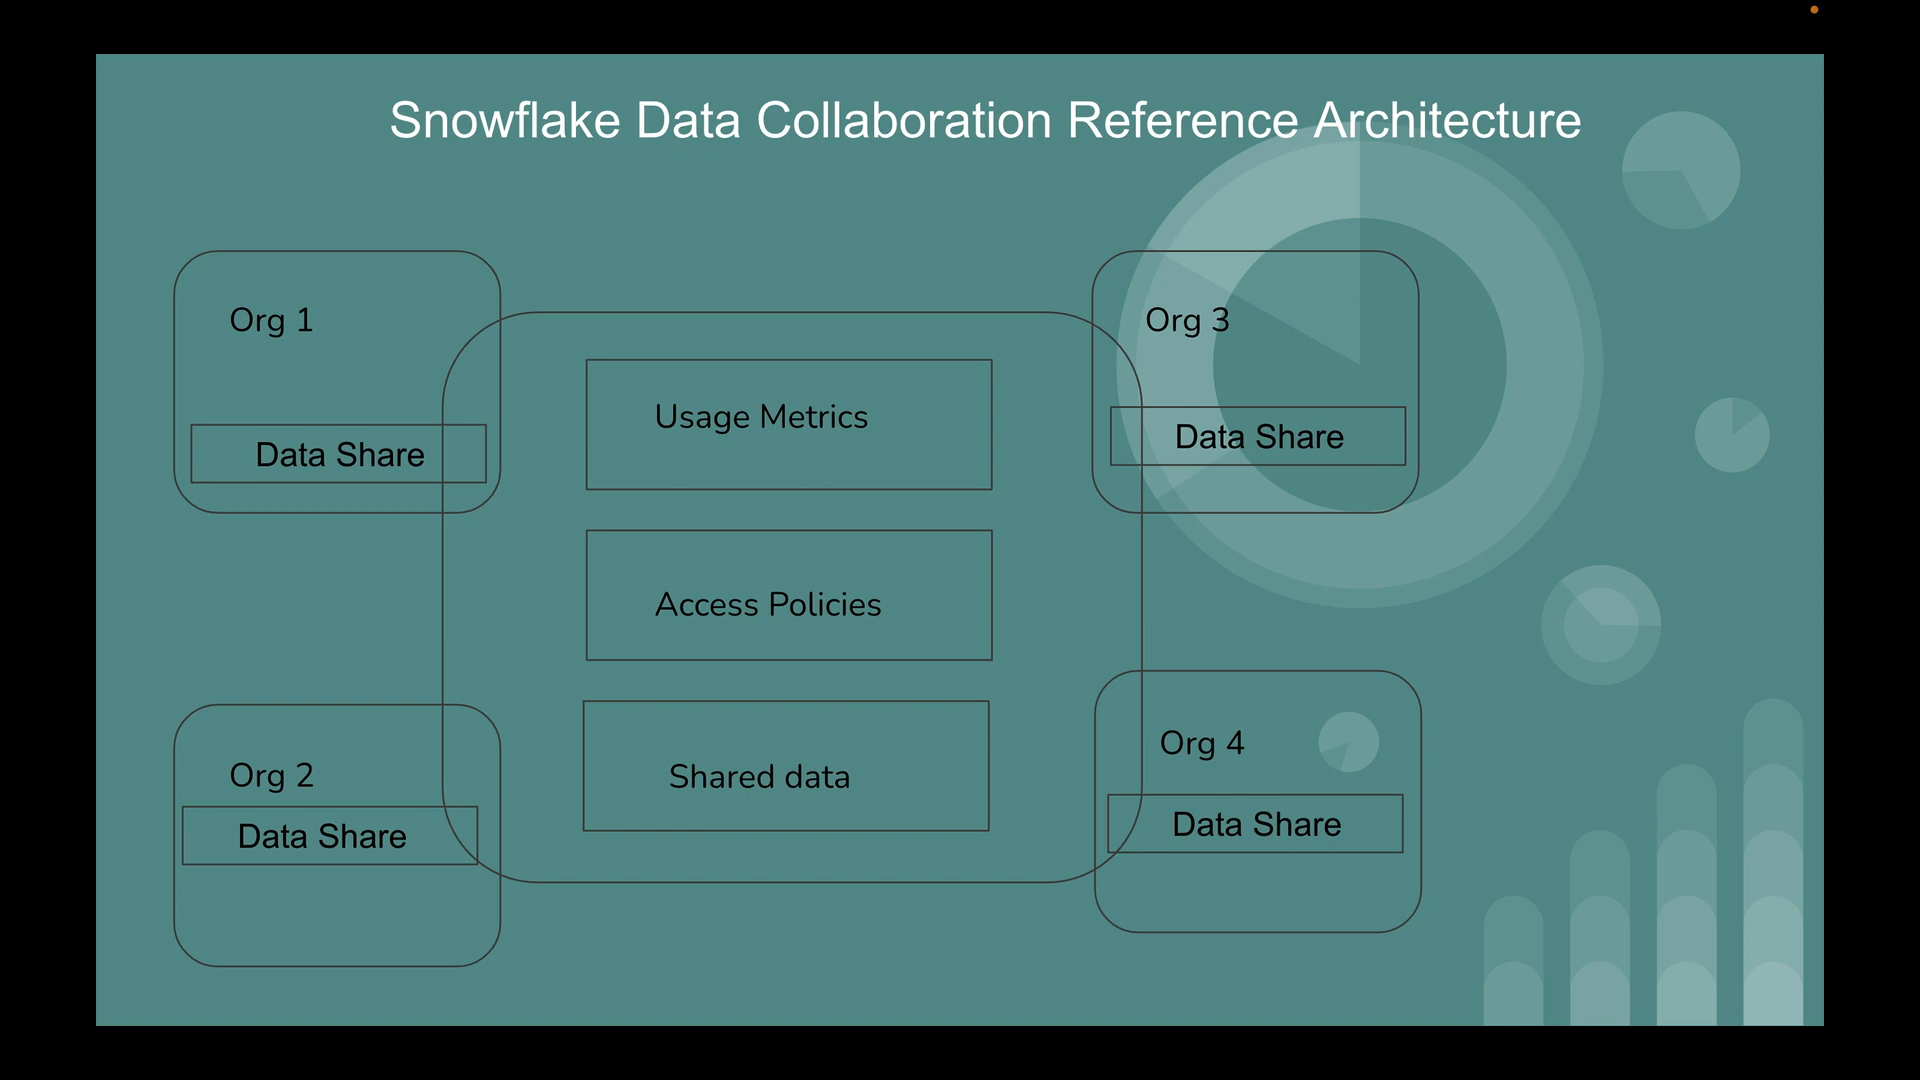 Snowflake Data Collaboration Reference Architecture
Org 1
Data Share
Org 2
Data Share
Usage Metrics
Access Policies
Shared data
Org 3
Data Share
Org 4
Data Share